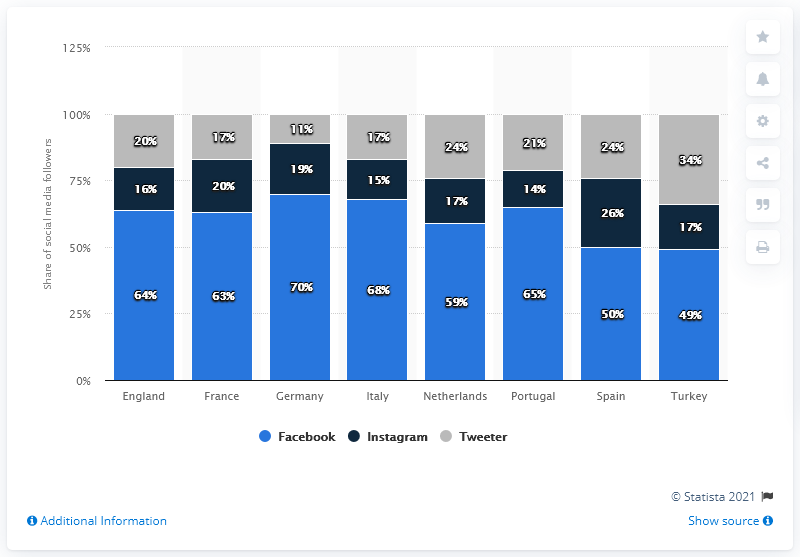 125%
100%
75%
50%
25%
0%
Share of social media followers
20% 17% 11% 17% 24% 21% 24% 34%
16% 20% 19% 15% 17% 14% 26% 17%
64% 63% 70% 68% 59% 65% 50% 49%
England France Germany Italy Netherlands Portugal Spain Turkey
Facebook Instagram Tweeter
© Statista 2021
Additional Information Show source